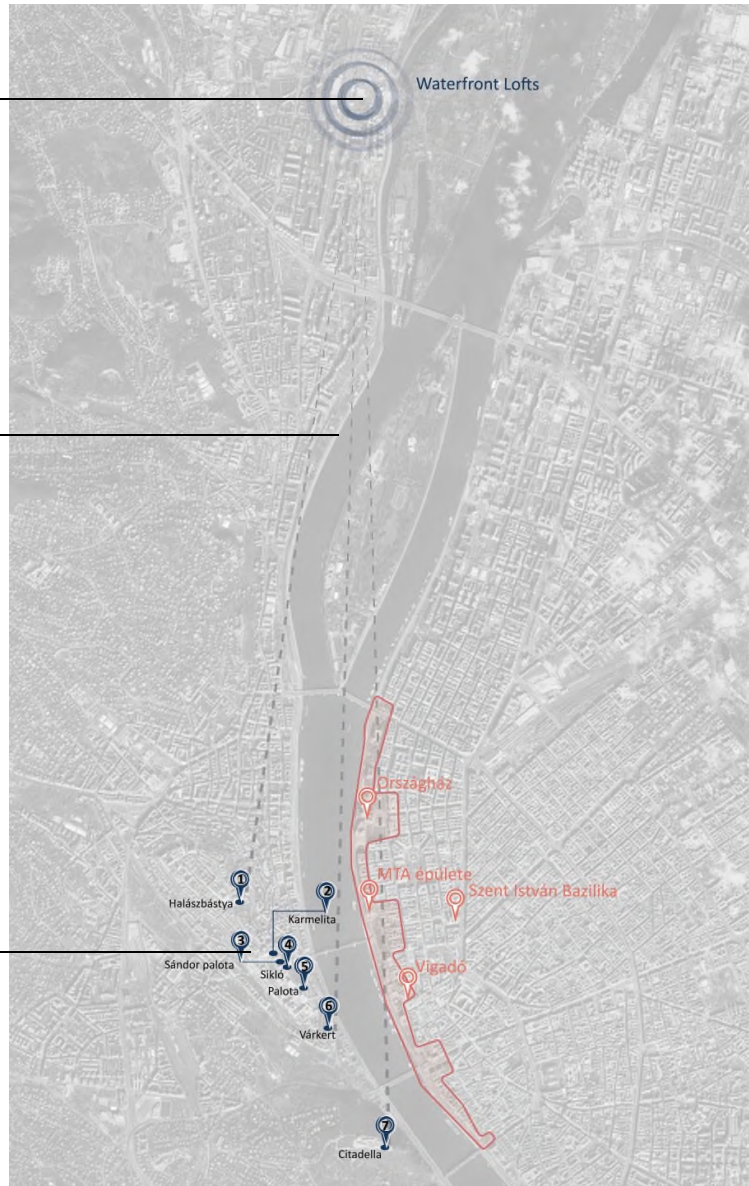 Waterfront Lofts
Országház
MTA épülete
Szent István Bazilika
1
Halászbástya
2
Karmelita
3
Sándor palota
4
Sikló
5
Palota
Vigadó
6
Várkert
7
Citadella